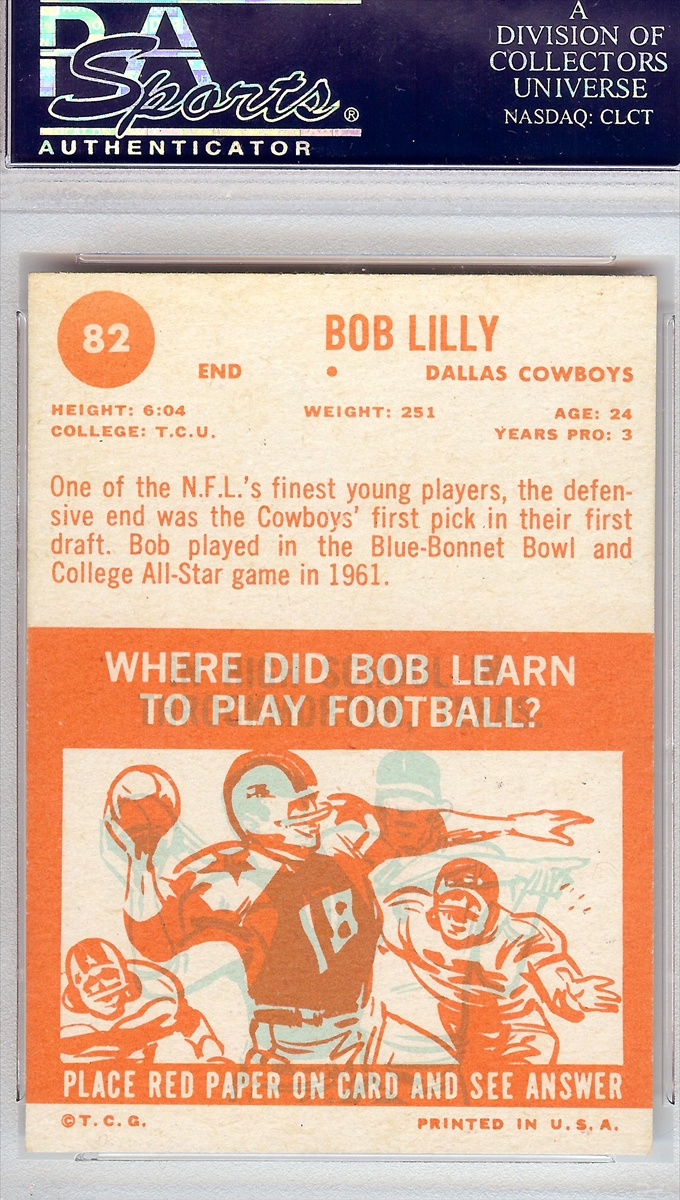 PSA
Sports®
AUTHENTICATOR
A
DIVISION OF
COLLECTORS
UNIVERSE
NASDAQ: CLCT
82
BOB LILLY
END • DALLAS COWBOYS
HEIGHT: 6:04 WEIGHT: 251 AGE: 24
COLLEGE: T.C.U. YEARS PRO: 3
One of the N.F.L.'s finest young players, the defen-
sive end was the Cowboys' first pick in their first
draft. Bob played in the Blue-Bonnet Bowl and
College All-Star game in 1961.
WHERE DID BOB LEARN
TO PLAY FOOTBALL?
18
PLACE RED PAPER ON CARD AND SEE ANSWER
©T.C.G. PRINTED IN U.S.A.